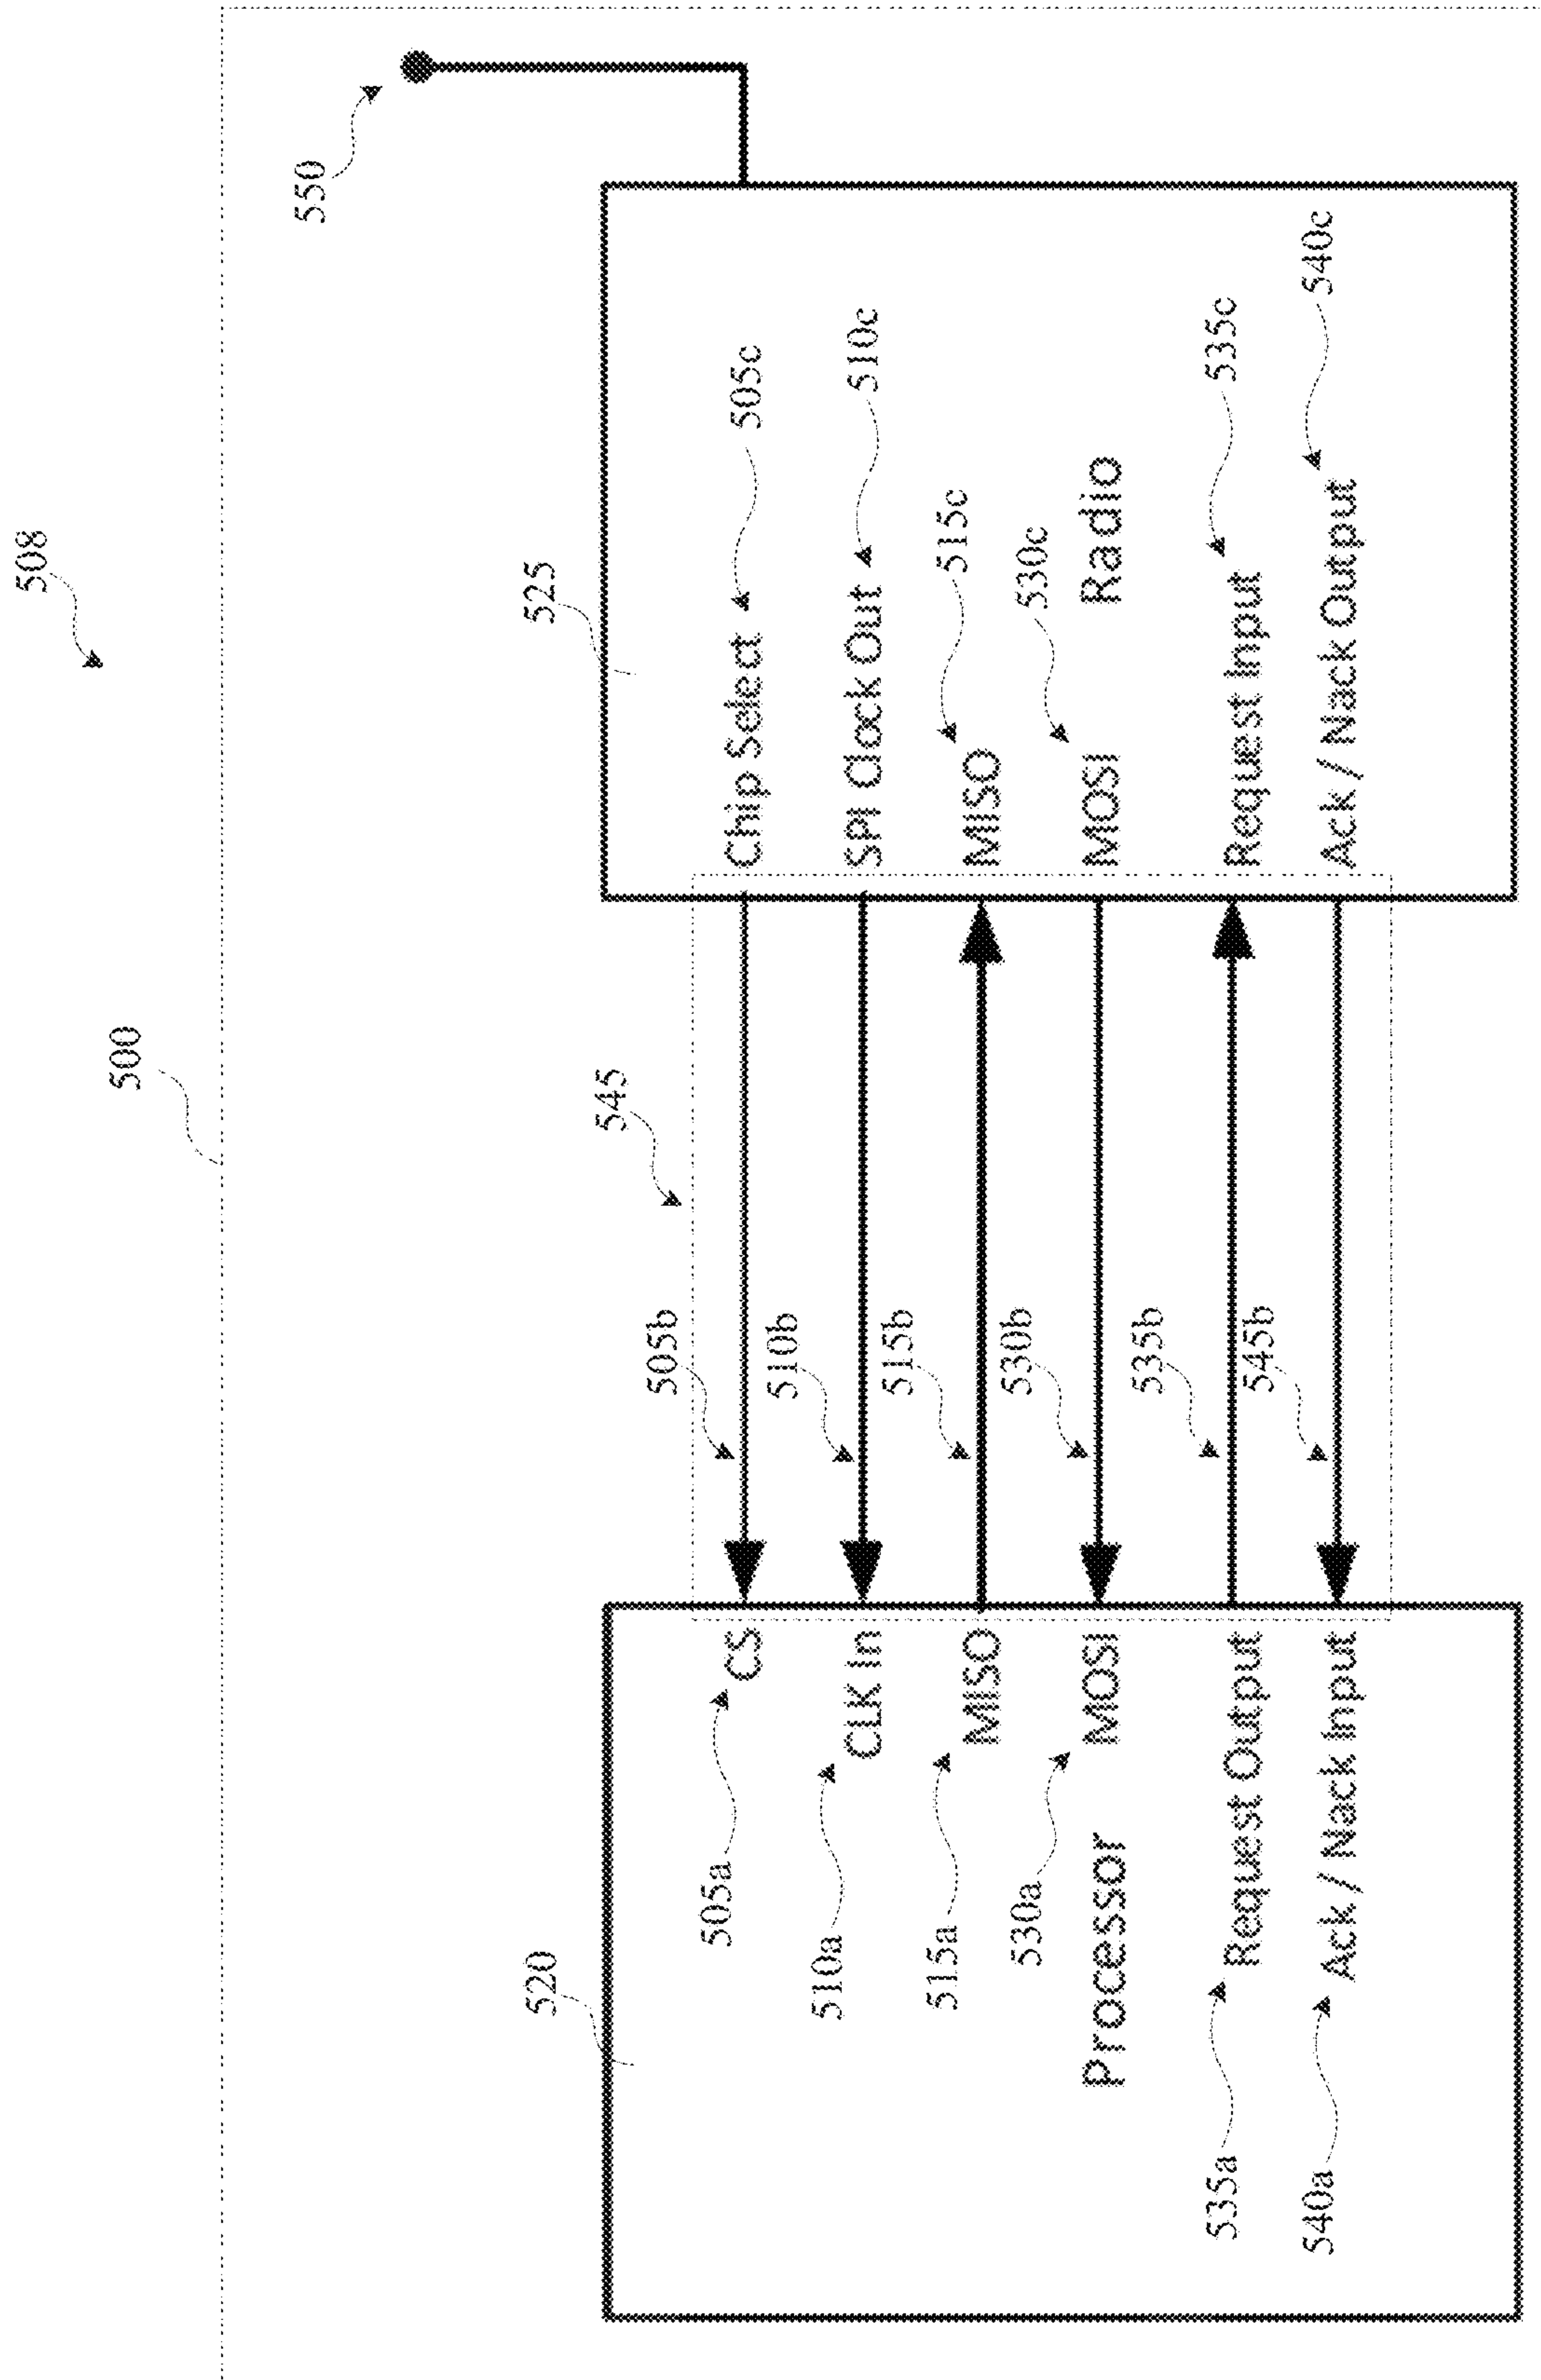 508
500
550
520
545
525
505b
505a
CS
Chip Select
505c
510b
510a
CLK In
SPI Clock Out
510c
515b
515a
MISO
MISO
515c
530b
530a
MOSI
MOSI
530c
Processor
Radio
535b
535a
Request Output
Request Input
535c
545b
540a
Ack / Nack Input
Ack / Nack Output
540c